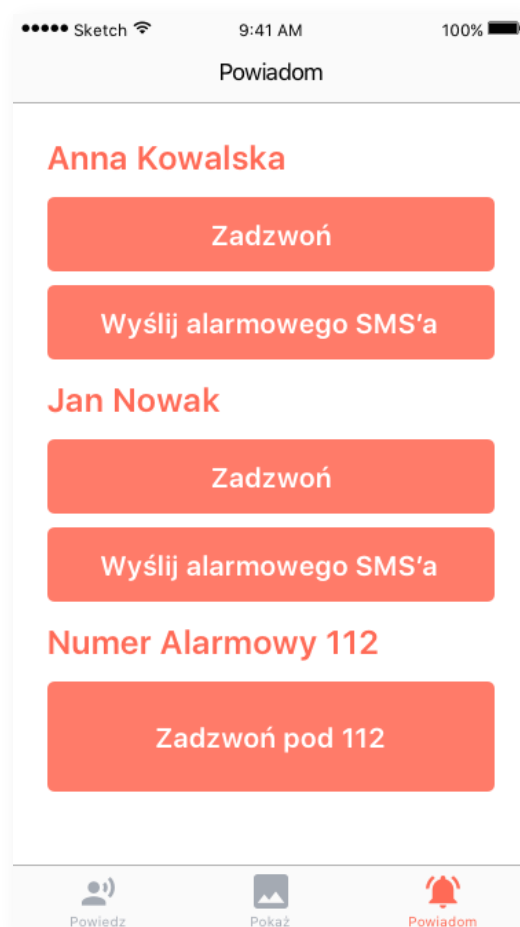 Sketch 9:41 AM 100%
Powiadom
Anna Kowalska
Zadzwoń
Wyślij alarmowego SMS’a
Jan Nowak
Zadzwoń
Wyślij alarmowego SMS’a
Numer Alarmowy 112
Zadzwoń pod 112
Powiedz Pokaż Powiadom